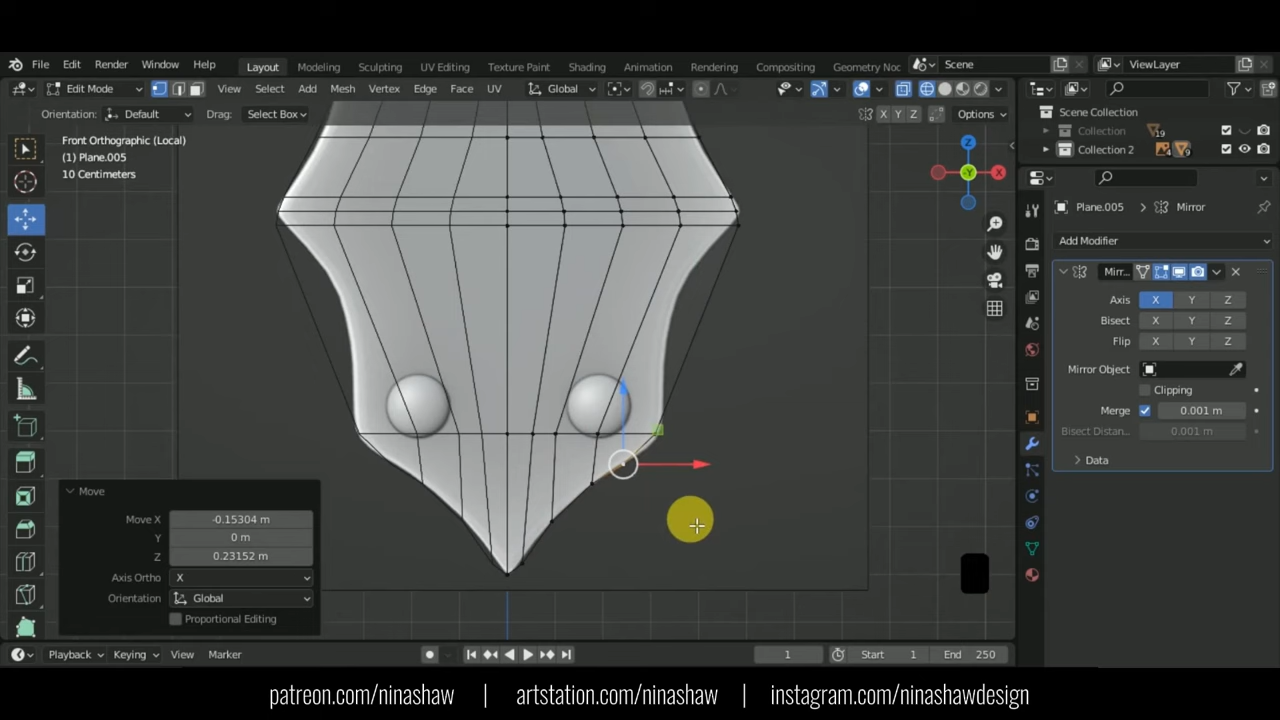 File Edit Render Window Help Layout Modeling Sculpting UV Editing Texture Paint Shading Animation Rendering Compositing Geometry Noc Scene ViewLayer
Edit Mode View Select Add Mesh Vertex Edge Face UV Global
Orientation: Default Drag: Select Box X Y Z Options
Front Orthographic (Local)
(1) Plane.005
10 Centimeters
Z
Y
X
Scene Collection
Collection 19
Collection 2 4 9
Plane.005 Mirror
Add Modifier
Mirr...
Axis X Y Z
Bisect X Y Z
Flip X Y Z
Mirror Object
Clipping
Merge 0.001 m
Bisect Distan... 0.001 m
Data
Move
Move X -0.15304 m
Y 0 m
Z 0.23152 m
Axis Ortho X
Orientation Global
Proportional Editing
Playback Keying View Marker 1 Start 1 End 250
patreon.com/ninashaw | artstation.com/ninashaw | instagram.com/ninashawdesign